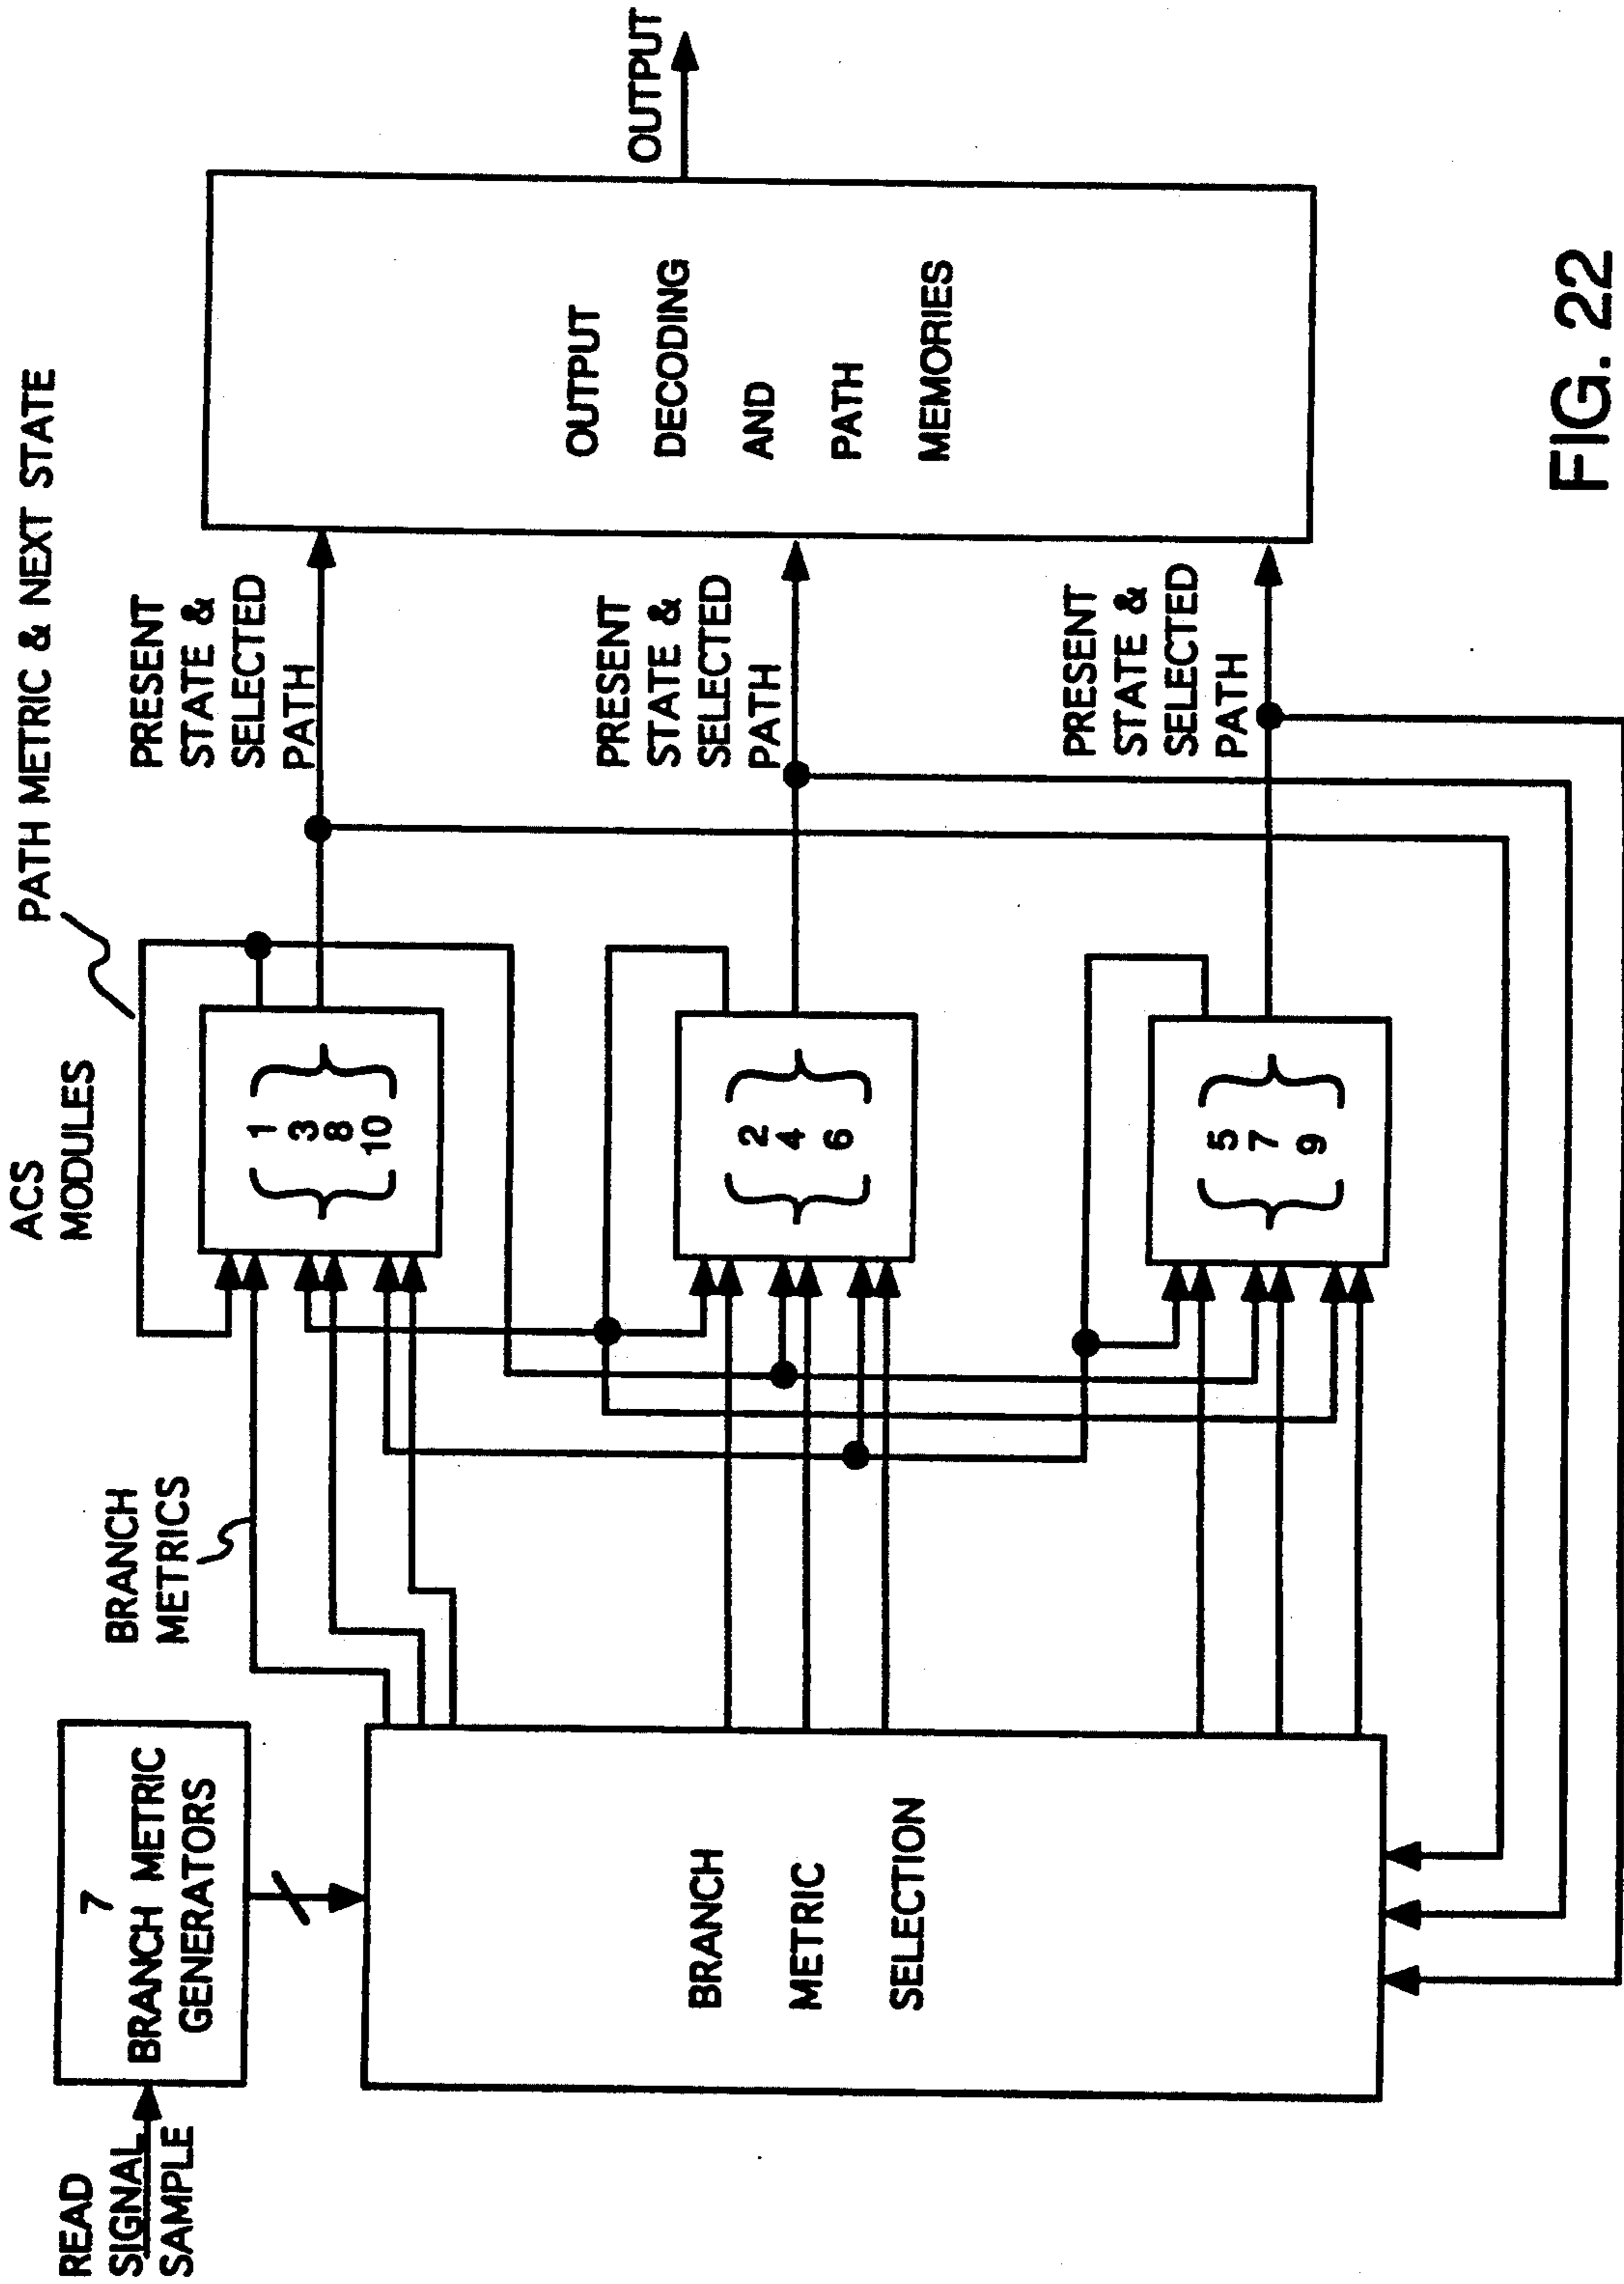 READ
SIGNAL
SAMPLE
7
BRANCH METRIC
GENERATORS
BRANCH
METRIC
SELECTION
BRANCH
METRICS
ACS
MODULES
PATH METRIC & NEXT STATE
1
3
8
10
2
4
6
5
7
9
PRESENT
STATE &
SELECTED
PATH
PRESENT
STATE &
SELECTED
PATH
PRESENT
STATE &
SELECTED
PATH
OUTPUT
DECODING
AND
PATH
MEMORIES
OUTPUT
FIG. 22